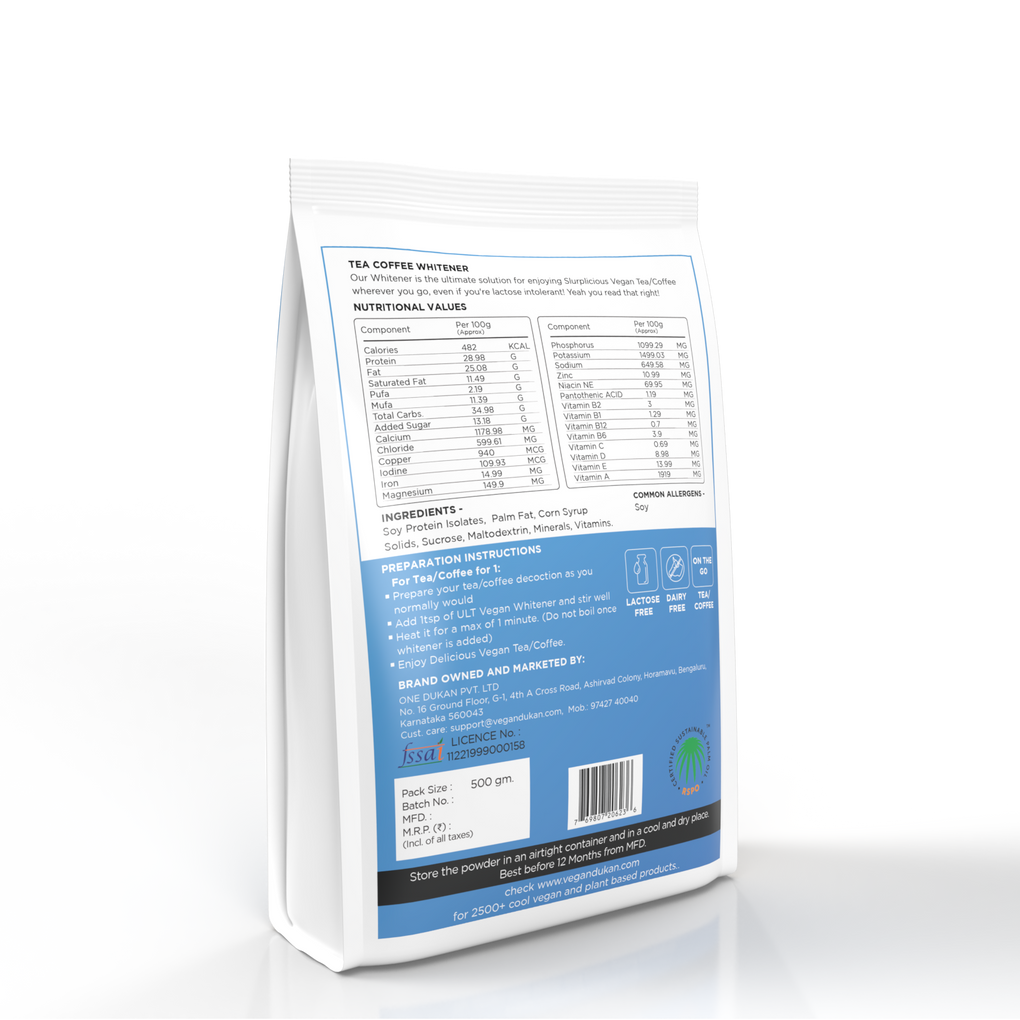 TEA COFFEE WHITENER
Our Whitener is the ultimate solution for enjoying Slurplicious Vegan Tea/Coffee
wherever you go, even if you're lactose intolerant! Yeah you read that right!
NUTRITIONAL VALUES
Component Per 100g
(Approx)
Calories 482 KCAL
Protein 28.98 G
Fat 25.08 G
Saturated Fat 11.49 G
Pufa 2.19 G
Mufa 11.39 G
Total Carbs. 34.98 G
Added Sugar 13.18 G
Calcium 1178.98 MG
Chloride 599.61 MG
Copper 940 MCG
Iodine 109.93 MCG
Iron 14.99 MG
Magnesium 149.9 MG
Component Per 100g
(Approx)
Phosphorus 1099.29 MG
Potassium 1499.03 MG
Sodium 649.58 MG
Zinc 10.99 MG
Niacin NE 69.95 MG
Pantothenic ACID 1.19 MG
Vitamin B2 3 MG
Vitamin B1 1.29 MG
Vitamin B12 0.7 MG
Vitamin B6 3.9 MG
Vitamin C 0.69 MG
Vitamin D 8.98 MG
Vitamin E 13.99 MG
Vitamin A 1919 MG
INGREDIENTS -
Soy Protein Isolates, Palm Fat, Corn Syrup
Solids, Sucrose, Maltodextrin, Minerals, Vitamins.
COMMON ALLERGENS -
Soy
PREPARATION INSTRUCTIONS
For Tea/Coffee for 1:
▪ Prepare your tea/coffee decoction as you
normally would
▪ Add 1tsp of ULT Vegan Whitener and stir well
▪ Heat it for a max of 1 minute. (Do not boil once
whitener is added)
▪ Enjoy Delicious Vegan Tea/Coffee.
LACTOSE
FREE
DAIRY
FREE
ON THE
GO
TEA/
COFFEE
BRAND OWNED AND MARKETED BY:
ONE DUKAN PVT. LTD
No. 16 Ground Floor, G-1, 4th A Cross Road, Ashirvad Colony, Horamavu, Bengaluru,
Karnataka 560043
Cust. care: support@vegandukan.com, Mob.: 97427 40040
fssai LICENCE No. :
11221999000158
CERTIFIED SUSTAINABLE PALM OIL
RSPO
™
Pack Size : 500 gm.
Batch No. :
MFD. :
M.R.P. (₹) :
(Incl. of all taxes)
7 69807 20623 6
Store the powder in an airtight container and in a cool and dry place.
Best before 12 Months from MFD.
check www.vegandukan.com
for 2500+ cool vegan and plant based products..